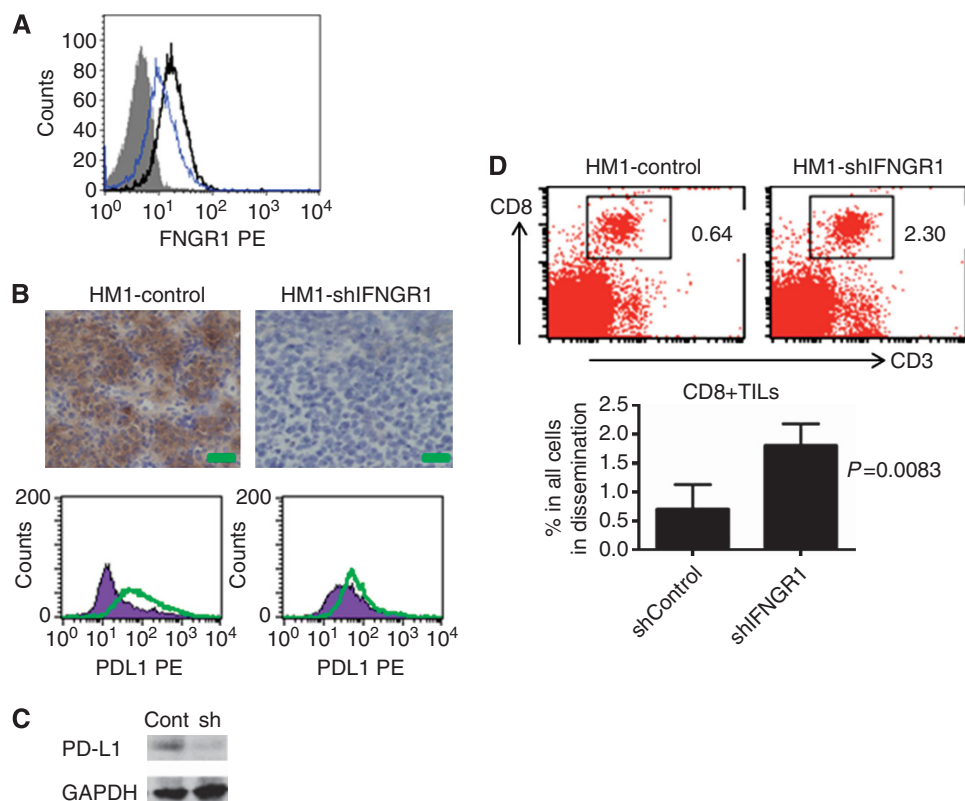 A
Counts
100
80
60
40
20
0
10⁰ 10¹ 10² 10³ 10⁴
FNGR1 PE
B
HM1-control HM1-shIFNGR1
200
Counts
0
10⁰ 10¹ 10² 10³ 10⁴
PDL1 PE
200
Counts
0
10⁰ 10¹ 10² 10³ 10⁴
PDL1 PE
C
Cont sh
PD-L1
GAPDH
D
HM1-control HM1-shIFNGR1
CD8
0.64
2.30
CD3
CD8+TILs
% in all cells
in dissemination
2.5
2.0
1.5
1.0
0.5
0.0
P=0.0083
shControl
shIFNGR1